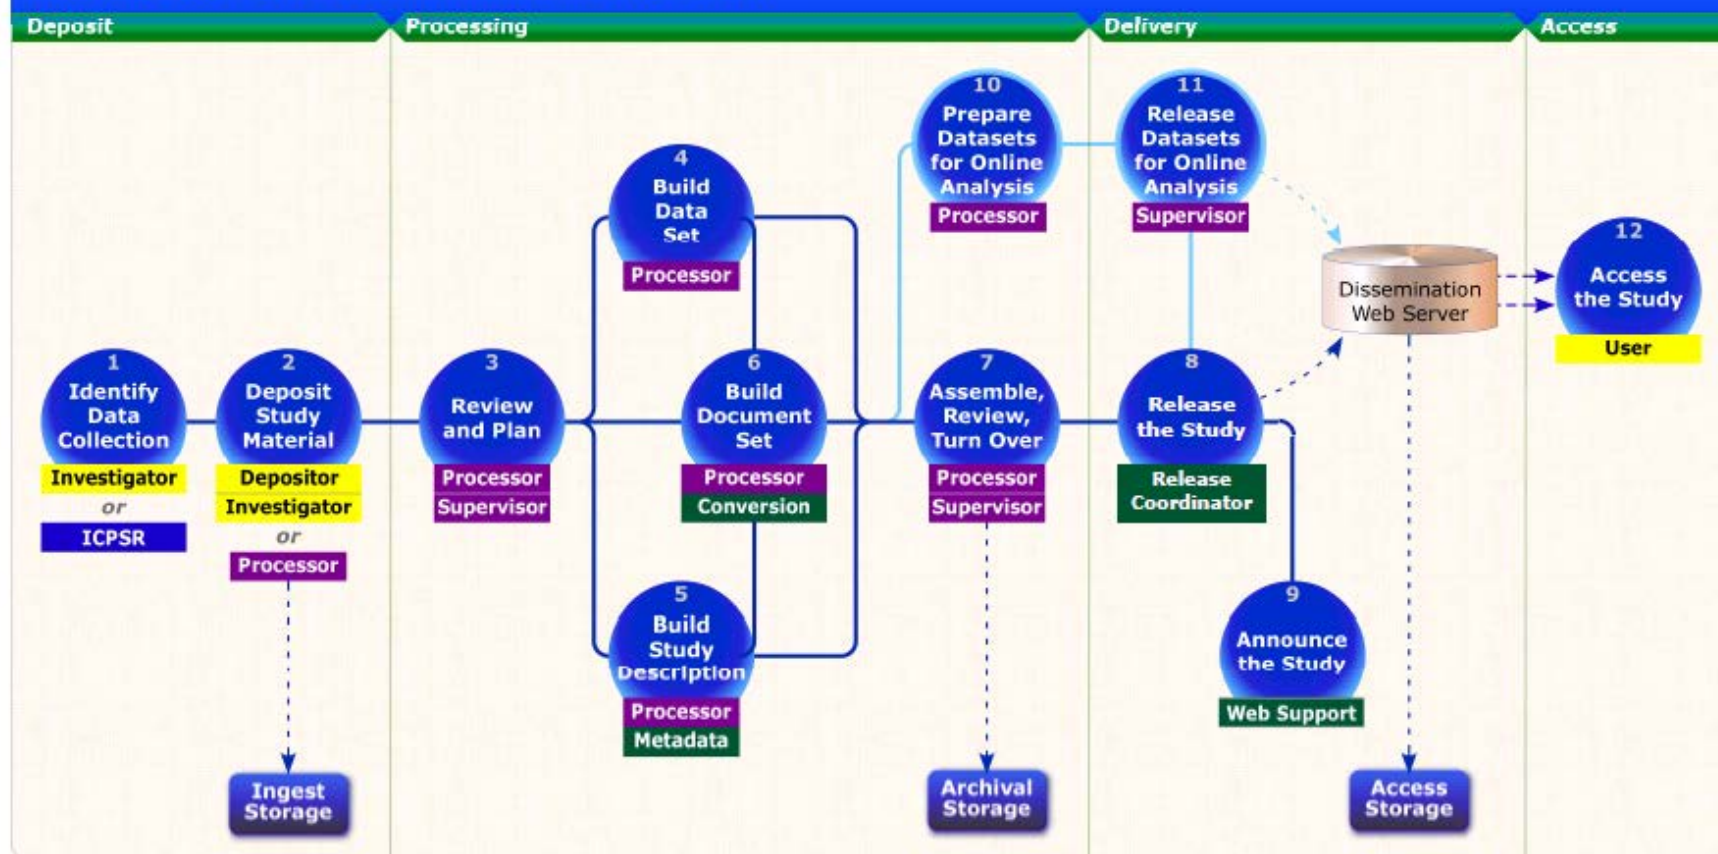 Deposit
Processing
Delivery
Access
1
Identify
Data
Collection
Investigator
or
ICPSR
2
Deposit
Study
Material
Depositor
Investigator
or
Processor
Ingest
Storage
3
Review
and Plan
Processor
Supervisor
4
Build
Data
Set
Processor
5
Build
Study
Description
Processor
Metadata
6
Build
Document
Set
Processor
Conversion
7
Assemble,
Review,
Turn Over
Processor
Supervisor
Archival
Storage
8
Release
the Study
Release
Coordinator
9
Announce
the Study
Web Support
10
Prepare
Datasets
for Online
Analysis
Processor
11
Release
Datasets
for Online
Analysis
Supervisor
Dissemination
Web Server
Access
Storage
12
Access
the Study
User